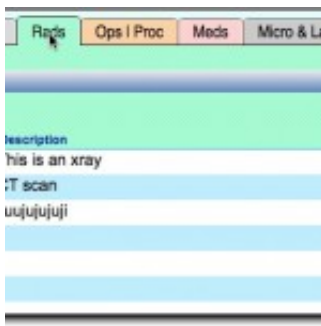 Rads Ops | Proc Meds Micro & La
Description
This is an xray
CT scan
uujujujuji